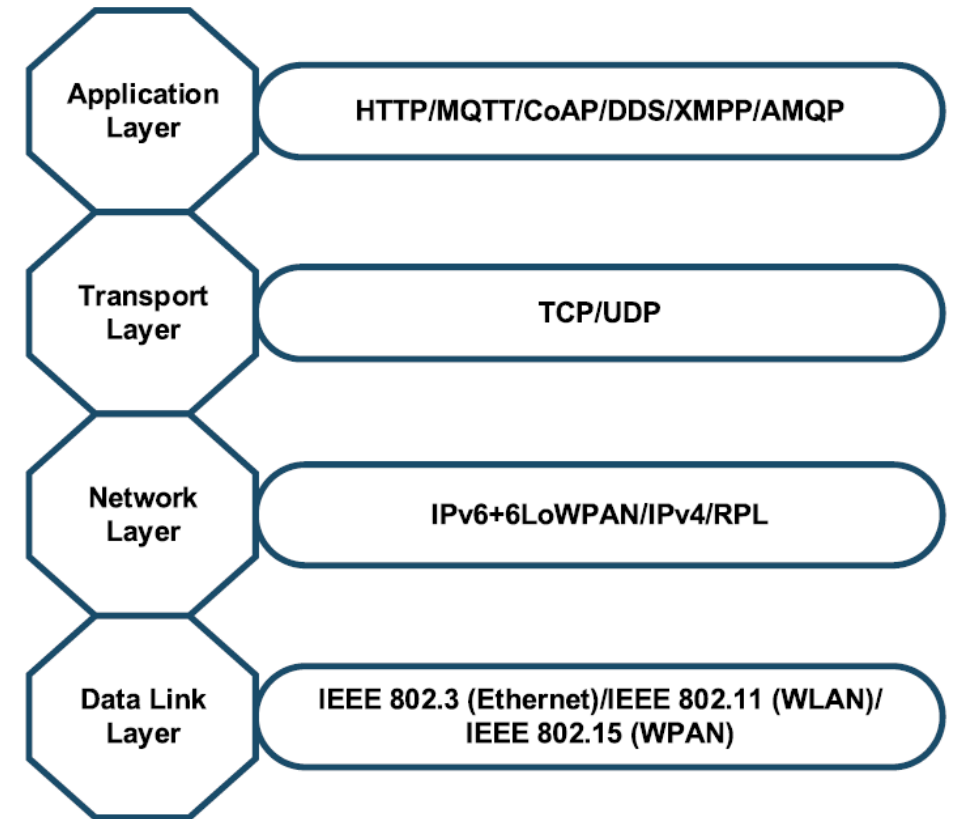 Application
Layer
HTTP/MQTT/CoAP/DDS/XMPP/AMQP
Transport
Layer
TCP/UDP
Network
Layer
IPv6+6LoWPAN/IPv4/RPL
Data Link
Layer
IEEE 802.3 (Ethernet)/IEEE 802.11 (WLAN)/
IEEE 802.15 (WPAN)